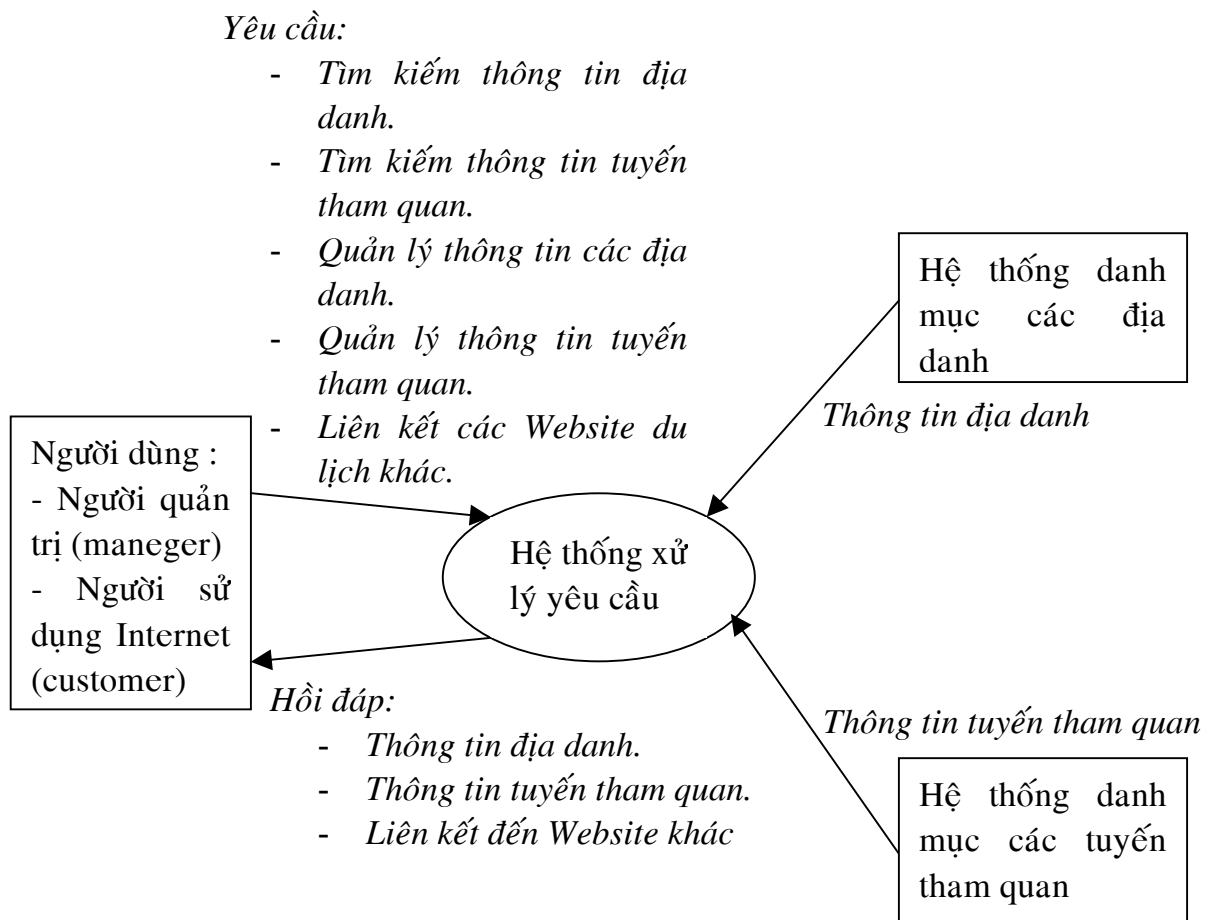 Yêu cầu:
- Tìm kiếm thông tin địa
danh.
- Tìm kiếm thông tin tuyến
tham quan.
- Quản lý thông tin các địa
danh.
- Quản lý thông tin tuyến
tham quan.
- Liên kết các Website du
lịch khác.
Hệ thống danh
mục các địa
danh
Thông tin địa danh
Người dùng :
- Người quản
trị (maneger)
- Người sử
dụng Internet
(customer)
Hệ thống xử
lý yêu cầu
Hồi đáp:
- Thông tin địa danh.
- Thông tin tuyến tham quan.
- Liên kết đến Website khác
Thông tin tuyến tham quan
Hệ thống danh
mục các tuyến
tham quan